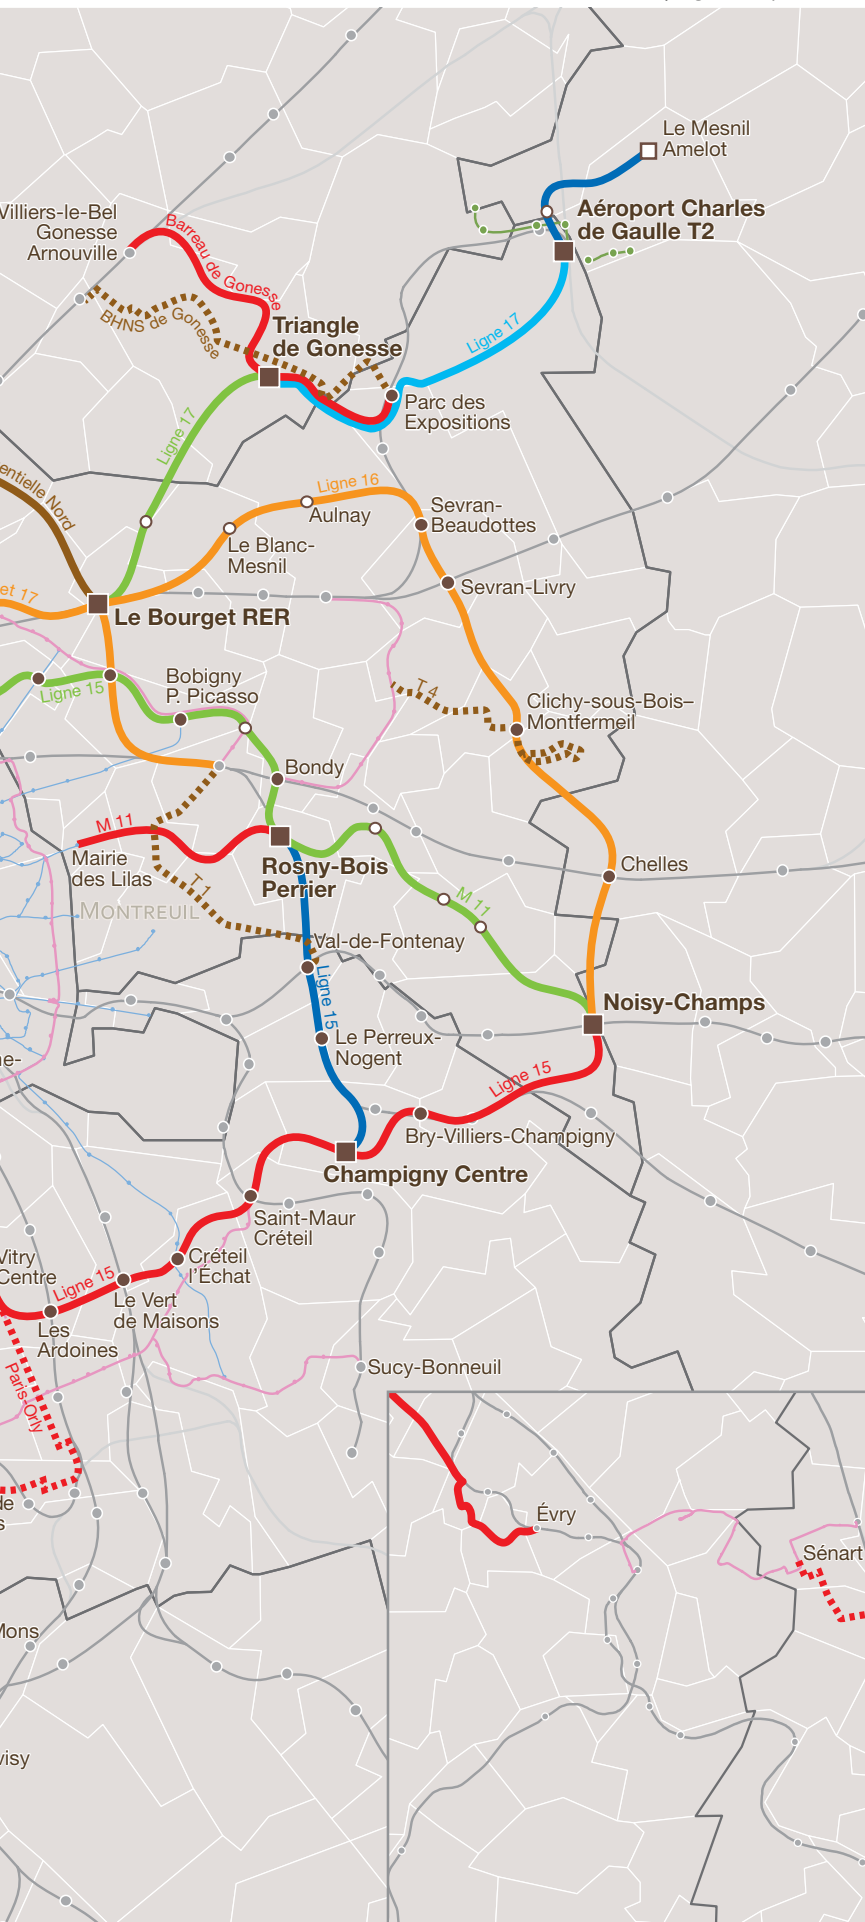 Le Mesnil
Amelot
Villiers-le-Bel
Gonesse
Arnouville
Aéroport Charles
de Gaulle T2
Barreau de Gonesse
BHNS de Gonesse
Triangle
de Gonesse
Ligne 17
Parc des
Expositions
Ligne 17
entielle Nord
Ligne 16
Aulnay
Sevran-
Beaudottes
Le Blanc-
Mesnil
Sevran-Livry
et 17
Le Bourget RER
Bobigny
P. Picasso
Ligne 15
T 4
Clichy-sous-Bois–
Montfermeil
Bondy
M 11
Mairie
des Lilas
Rosny-Bois
Perrier
Chelles
T 1
M 11
MONTREUIL
Val-de-Fontenay
Ligne 15
Noisy-Champs
Le Perreux-
Nogent
ne-
Ligne 15
Bry-Villiers-Champigny
Champigny Centre
Saint-Maur
Créteil
Créteil
l'Échat
Vitry
Centre
Ligne 15
Le Vert
de Maisons
Les
Ardoines
Paris-Orly
Sucy-Bonneuil
de
s
Évry
Sénart
Mons
visy